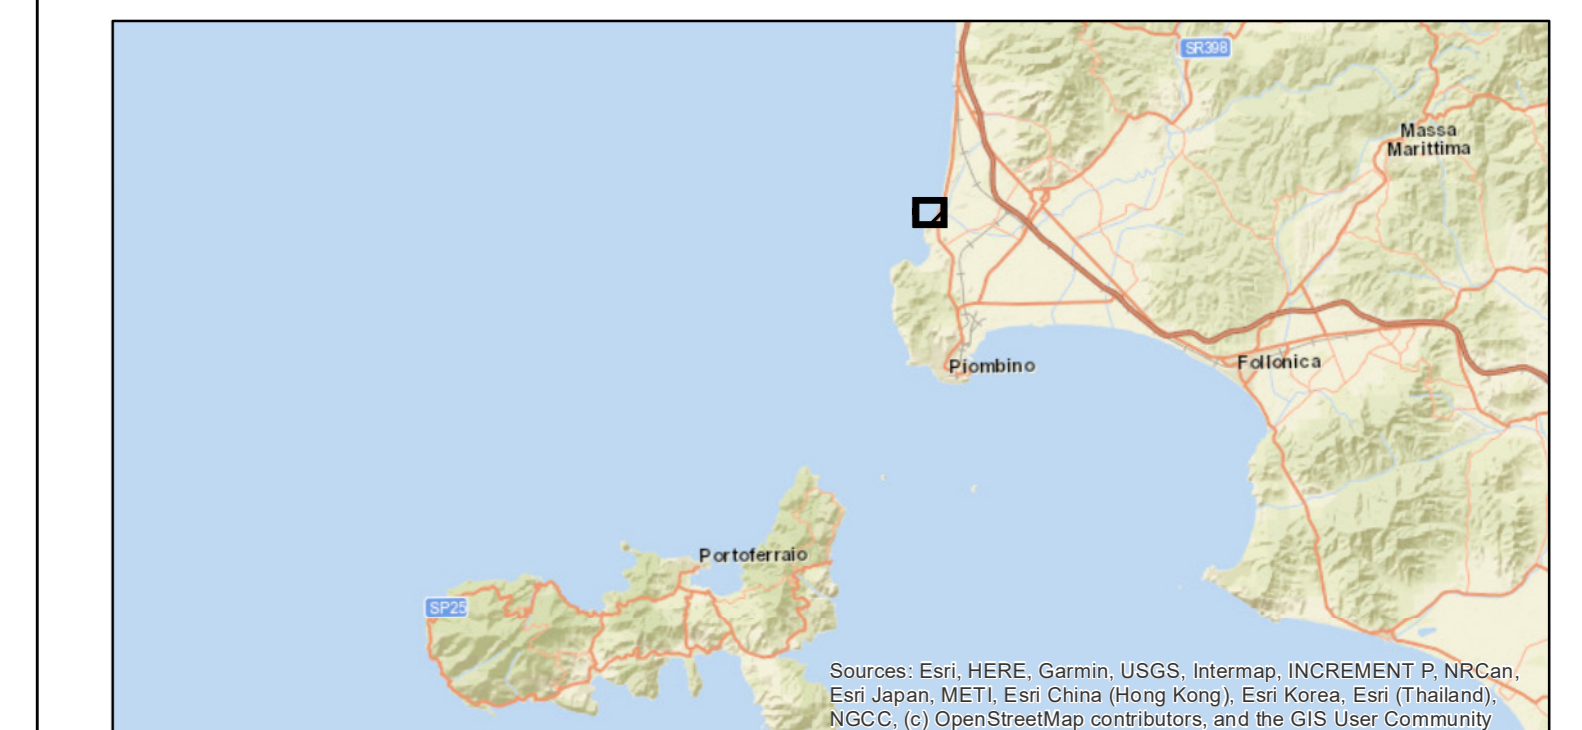 SR398
Massa
Marittima
Piombino
Follonica
Portoferraio
SP25
Sources: Esri, HERE, Garmin, USGS, Intermap, INCREMENT P, NRCan,
Esri Japan, METI, Esri China (Hong Kong), Esri Korea, Esri (Thailand),
NGCC, (c) OpenStreetMap contributors, and the GIS User Community